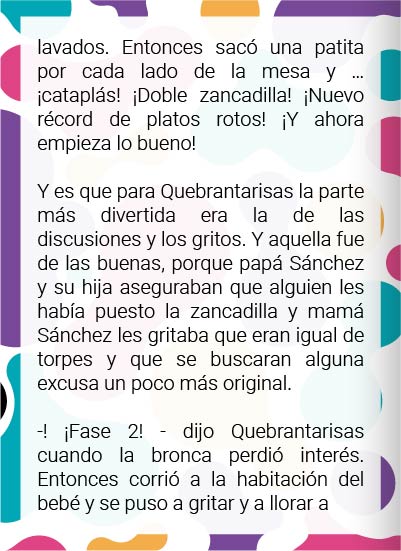 lavados. Entonces sacó una patita
por cada lado de la mesa y ...
¡cataplás! ¡Doble zancadilla! ¡Nuevo
récord de platos rotos! ¡Y ahora
empieza lo bueno!

Y es que para Quebrantarisas la parte
más divertida era la de las
discusiones y los gritos. Y aquella fue
de las buenas, porque papá Sánchez
y su hija aseguraban que alguien les
había puesto la zancadilla y mamá
Sánchez les gritaba que eran igual de
torpes y que se buscaran alguna
excusa un poco más original.

-! ¡Fase 2! - dijo Quebrantarisas
cuando la bronca perdió interés.
Entonces corrió a la habitación del
bebé y se puso a gritar y a llorar a